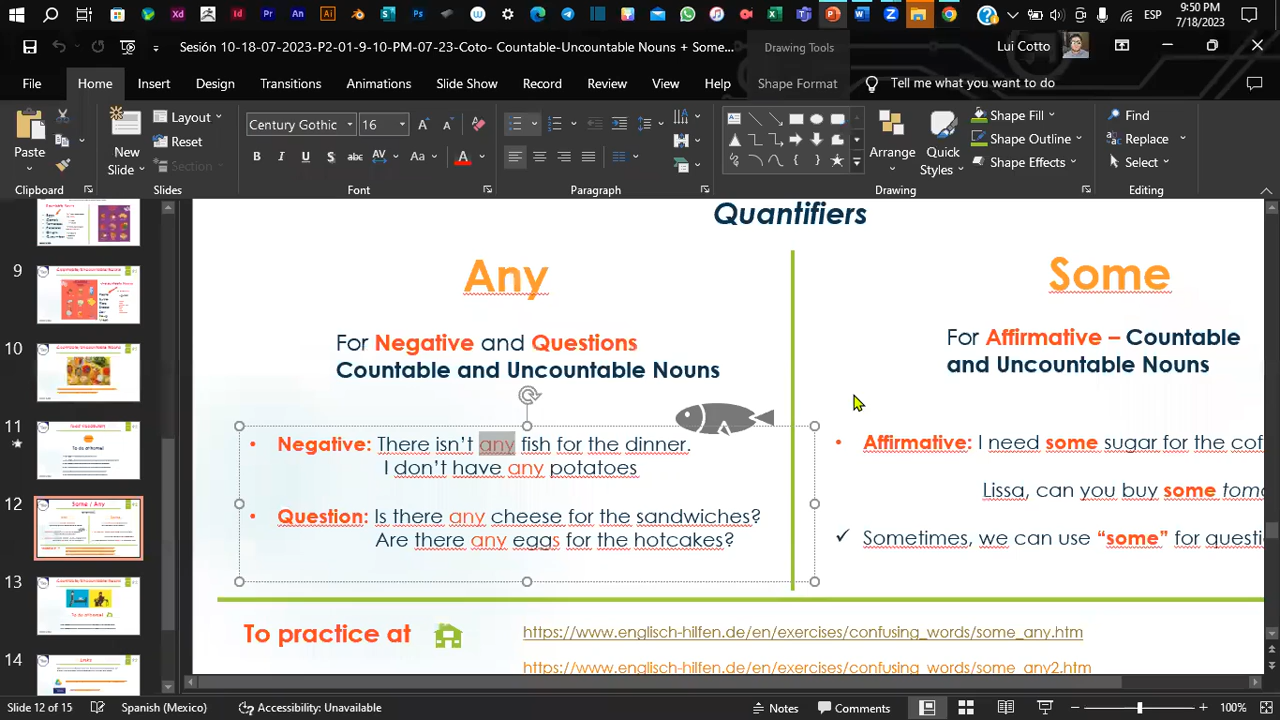 9:50 PM
ESP
7/18/2023
Sesión 10-18-07-2023-P2-01-9-10-PM-07-23-Coto- Countable-Uncountable Nouns + Some...
Drawing Tools
Lui Cotto
File
Home
Insert
Design
Transitions
Animations
Slide Show
Record
Review
View
Help
Shape Format
Tell me what you want to do
Paste
New Slide
Layout
Reset
Section
Century Gothic
16
Arrange
Quick Styles
Shape Fill
Shape Outline
Shape Effects
Find
Replace
Select
Clipboard
Slides
Font
Paragraph
Drawing
Editing
9
10
11
12
13
14
Quantifiers
Any
For Negative and Questions
Countable and Uncountable Nouns
Negative: There isn't any fish for the dinner.
I don't have any potatoes
Question: Is there any cheese for the sandwiches?
Are there any eggs for the hotcakes?
Some
For Affirmative – Countable
and Uncountable Nouns
Affirmative: I need some sugar for the cof
Lissa, can you buy some toma
✓ Sometimes, we can use "some" for questi
To practice at
https://www.englisch-hilfen.de/en/exercises/confusing_words/some_any.htm
https://www.englisch-hilfen.de/en/exercises/confusing_words/some_any2.htm
Slide 12 of 15
Spanish (Mexico)
Accessibility: Unavailable
Notes
Comments
100%